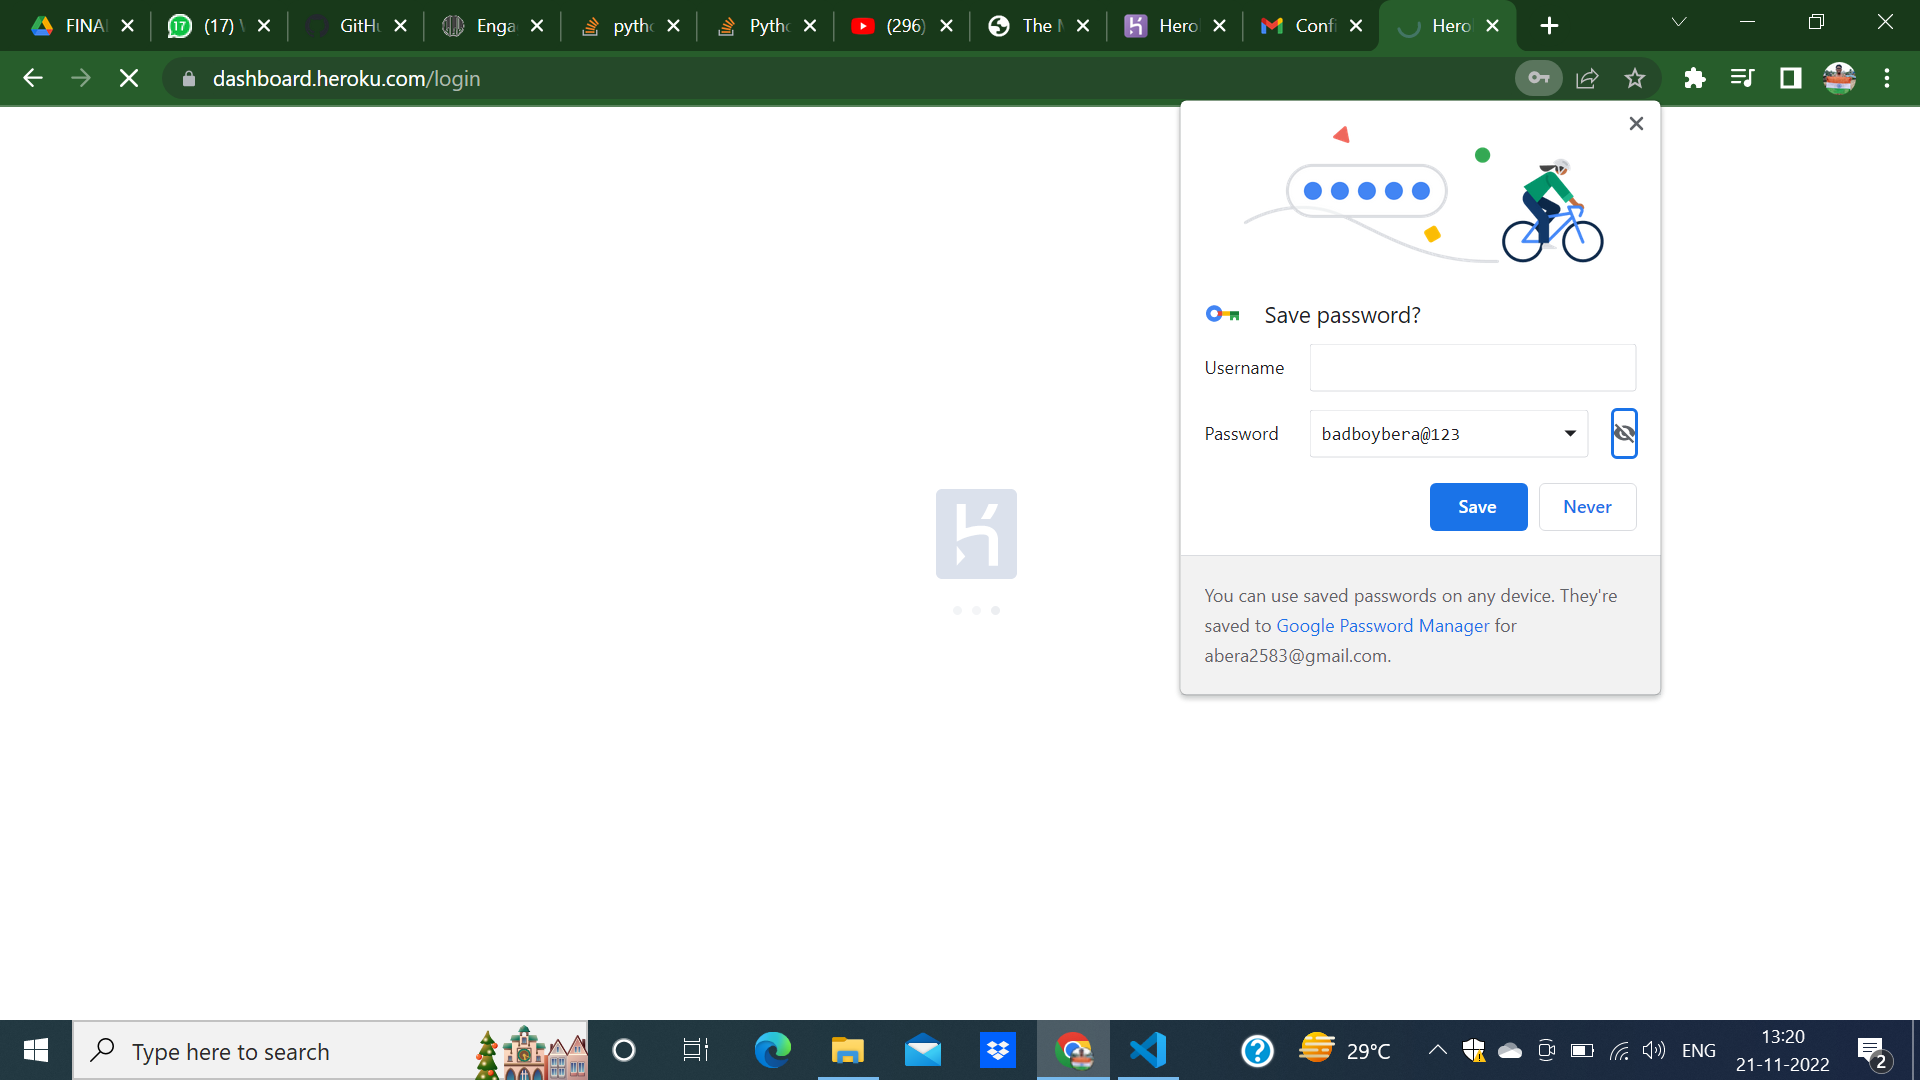 FINA
(17)
GitHu
Enga
pytho
Pytho
(296)
The M
Hero
Confi
Hero
dashboard.heroku.com/login
Save password?
Username
Password
badboybera@123
Save
Never
You can use saved passwords on any device. They're
saved to Google Password Manager for
abera2583@gmail.com.
Type here to search
29°C
ENG
13:20
21-11-2022
2